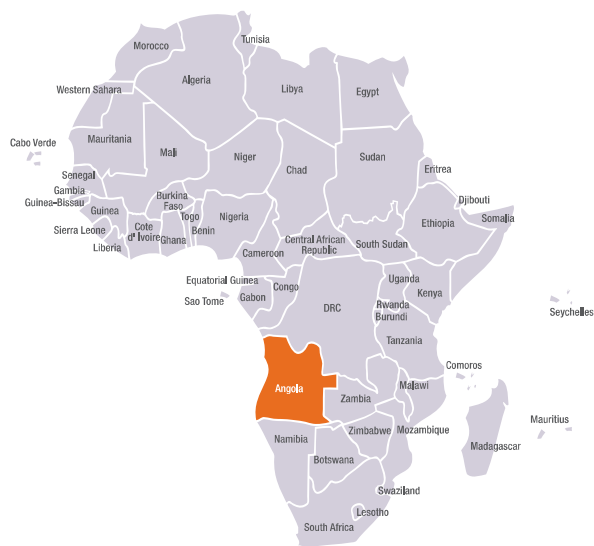 Tunisia
Morocco
Algeria
Libya
Egypt
Western Sahara
Mauritania
Cabo Verde
Mali
Niger
Chad
Sudan
Eritrea
Senegal
Gambia
Guinea-Bissau
Guinea
Burkina
Faso
Djibouti
Somalia
Togo
Nigeria
Ethiopia
Sierra Leone
Cote
d' Ivoire
Ghana
Benin
Liberia
Central African
Republic
South Sudan
Cameroon
Equatorial Guinea
Sao Tome
Gabon
Congo
DRC
Uganda
Kenya
Rwanda
Burundi
Seychelles
Tanzania
Comoros
Angola
Malawi
Zambia
Mozambique
Mauritius
Madagascar
Zimbabwe
Namibia
Botswana
Swaziland
Lesotho
South Africa